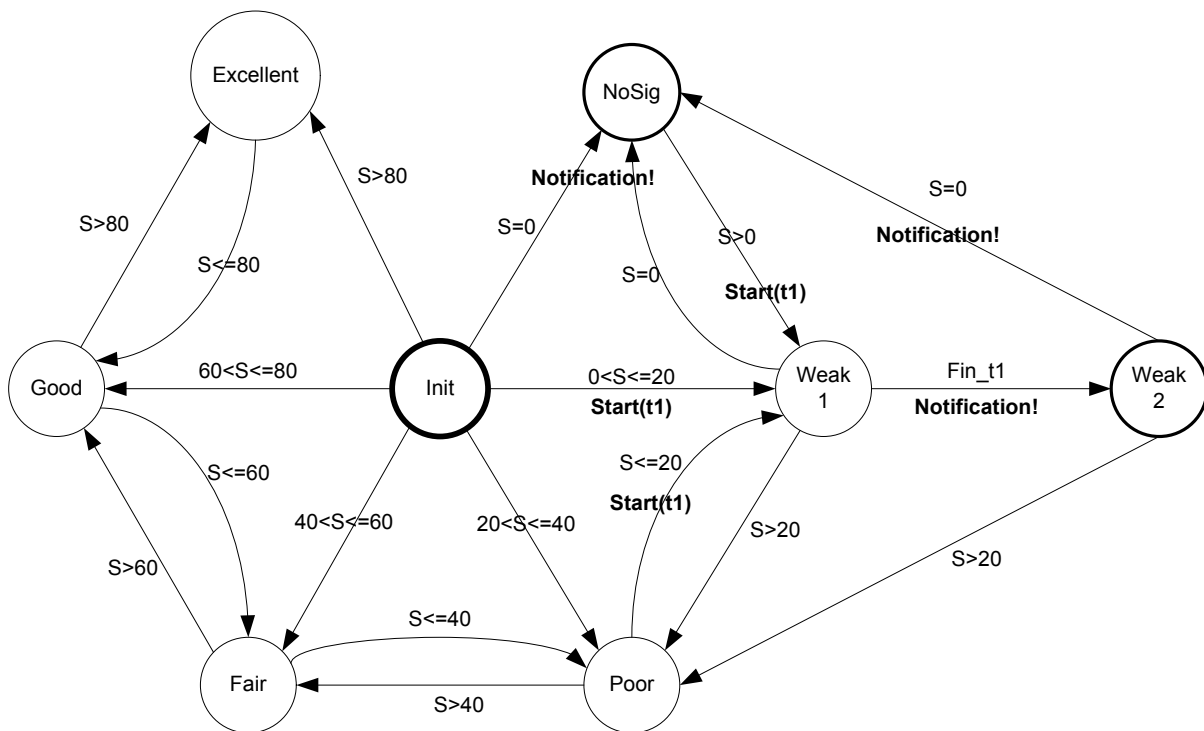 Excellent
NoSig
S>80
S=0
Notification!
S>80
S=0
S>0
Notification!
S<=80
S=0
Start(t1)
Good
60<S<=80
Init
0<S<=20
Start(t1)
Weak
1
Fin_t1
Notification!
Weak
2
S<=60
S<=20
Start(t1)
40<S<=60
20<S<=40
S>20
S>20
S>60
S<=40
Fair
Poor
S>40